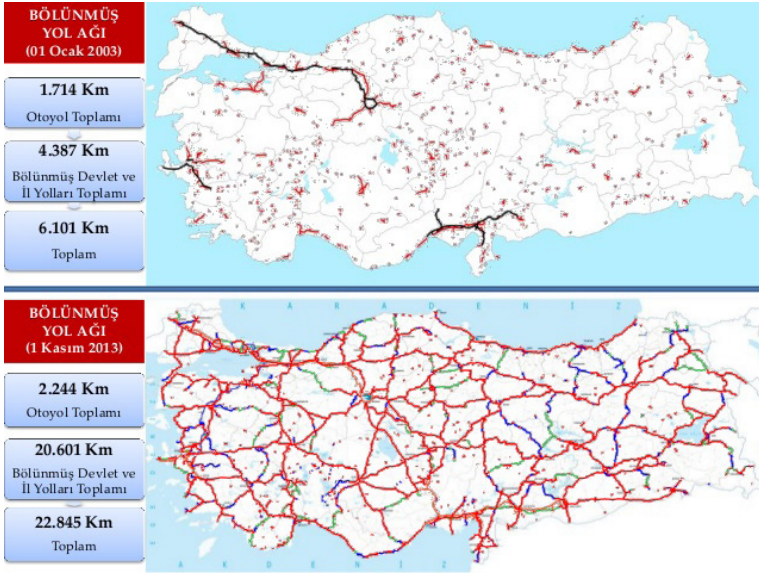 BÖLÜNMÜŞ
YOL AĞI
(01 Ocak 2003)
1.714 Km
Otoyol Toplamı
4.387 Km
Bölünmüş Devlet ve
İl Yolları Toplamı
6.101 Km
Toplam
BÖLÜNMÜŞ
YOL AĞI
(1 Kasım 2013)
2.244 Km
Otoyol Toplamı
20.601 Km
Bölünmüş Devlet ve
İl Yolları Toplamı
22.845 Km
Toplam
K A R A D E N İ Z
A K D E N İ Z